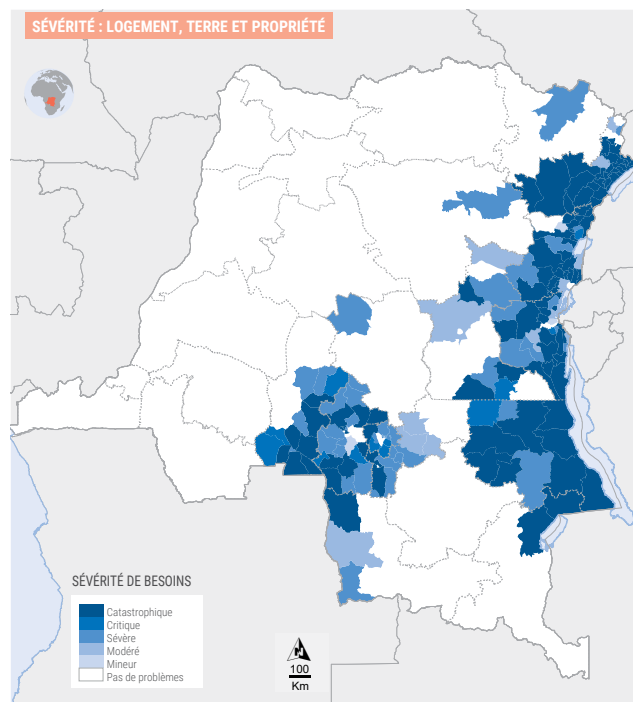 SÉVÉRITÉ : LOGEMENT, TERRE ET PROPRIÉTÉ
SÉVÉRITÉ DE BESOINS
Catastrophique
Critique
Sévère
Modéré
Mineur
Pas de problèmes
N
100
Km